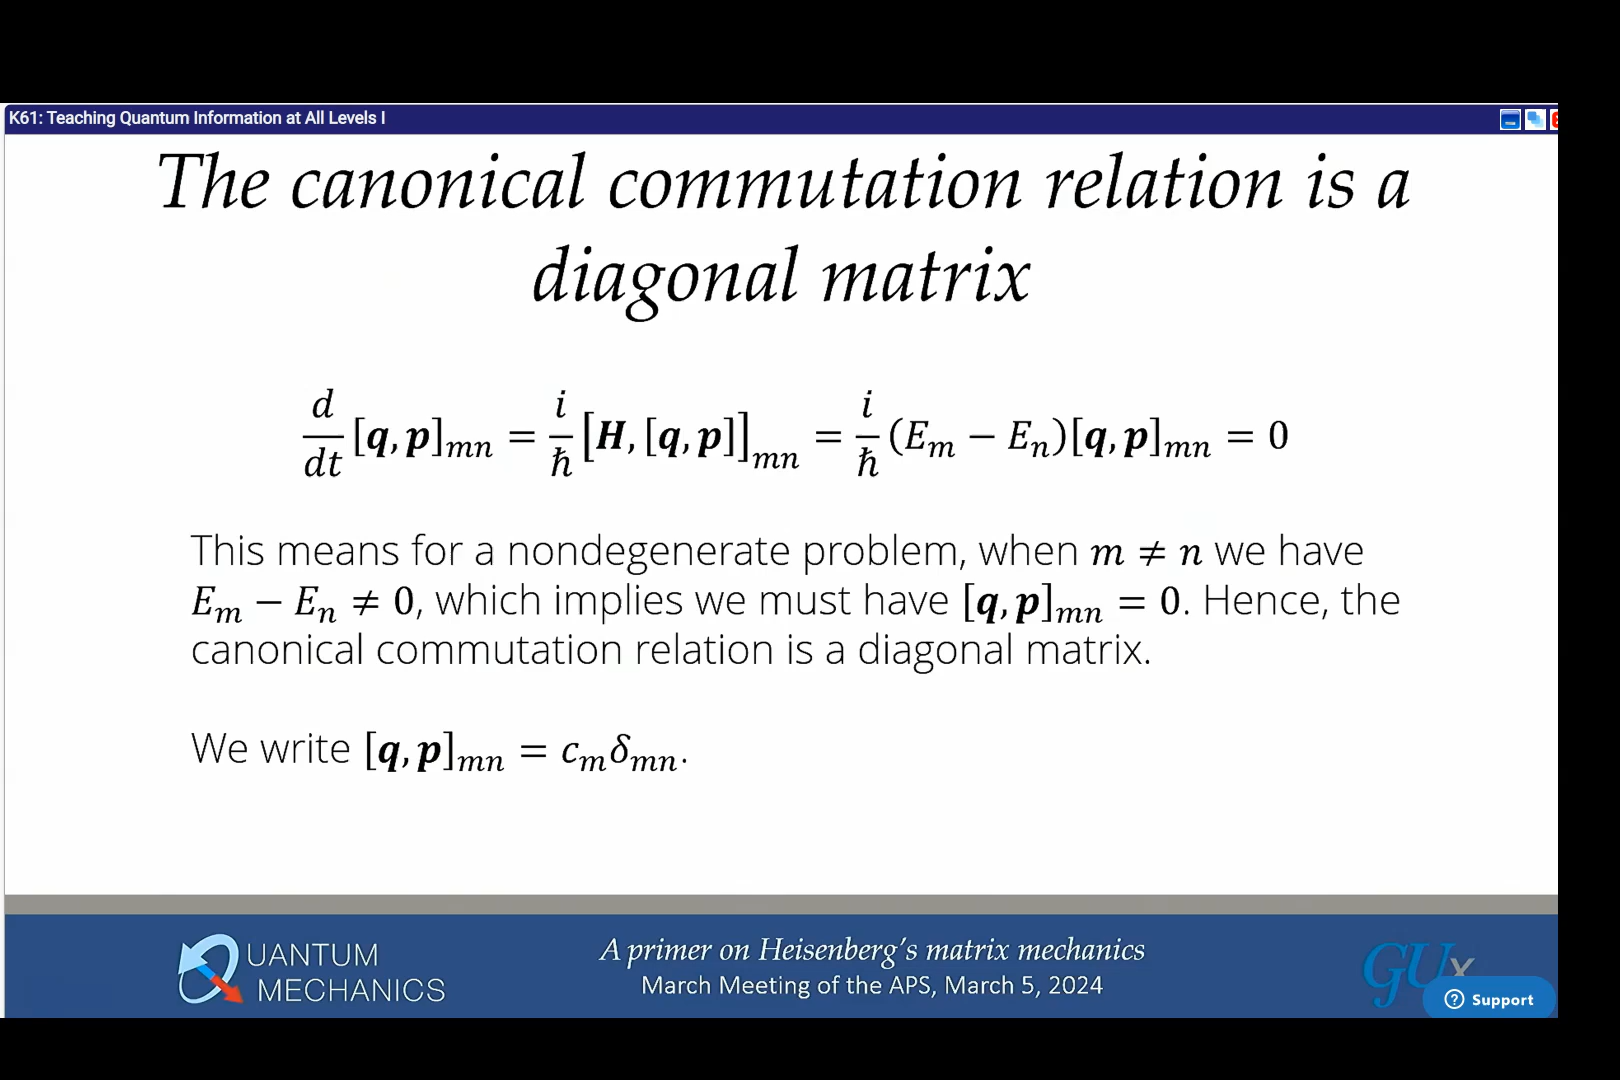 K61: Teaching Quantum Information at All Levels I
The canonical commutation relation is a
diagonal matrix
d/dt [q, p]mn = i/ħ [H, [q, p]]mn = i/ħ (Em − En)[q, p]mn = 0
This means for a nondegenerate problem, when m ≠ n we have
Em − En ≠ 0, which implies we must have [q, p]mn = 0. Hence, the
canonical commutation relation is a diagonal matrix.
We write [q, p]mn = cmδmn.
QUANTUM
MECHANICS
A primer on Heisenberg's matrix mechanics
March Meeting of the APS, March 5, 2024
GUx
Support